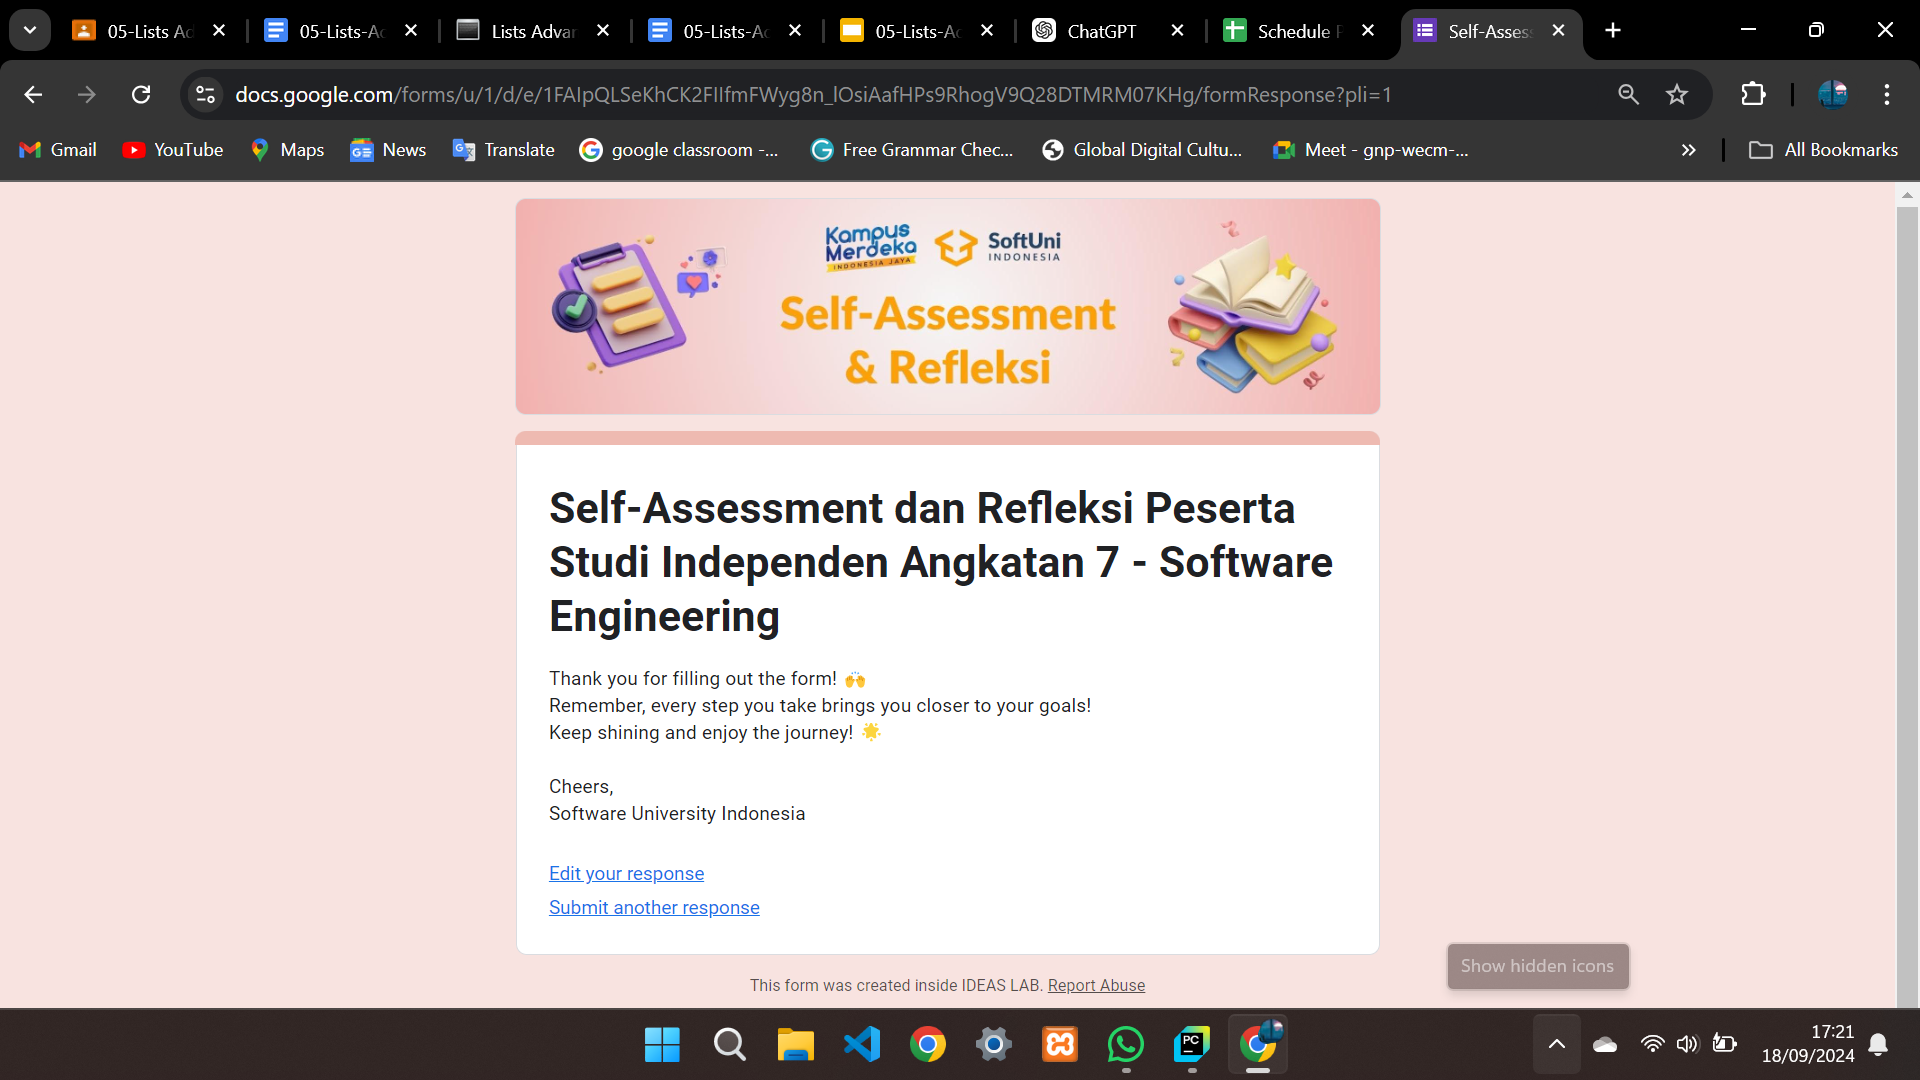 05-Lists Ad
05-Lists-Ac
Lists Advar
05-Lists-Ac
05-Lists-Ac
ChatGPT
Schedule P
Self-Assess
docs.google.com/forms/u/1/d/e/1FAIpQLSeKhCK2FIIfmFWyg8n_lOsiAafHPs9RhogV9Q28DTMRM07KHg/formResponse?pli=1
Gmail
YouTube
Maps
News
Translate
google classroom -...
Free Grammar Chec...
Global Digital Cultu...
Meet - gnp-wecm-...
All Bookmarks
Kampus
Merdeka
INDONESIA JAYA
SoftUni
INDONESIA
Self-Assessment
& Refleksi
Self-Assessment dan Refleksi Peserta
Studi Independen Angkatan 7 - Software
Engineering
Thank you for filling out the form! 🙌
Remember, every step you take brings you closer to your goals!
Keep shining and enjoy the journey! 🌟
Cheers,
Software University Indonesia
Edit your response
Submit another response
Show hidden icons
This form was created inside IDEAS LAB. Report Abuse
PC
17:21
18/09/2024